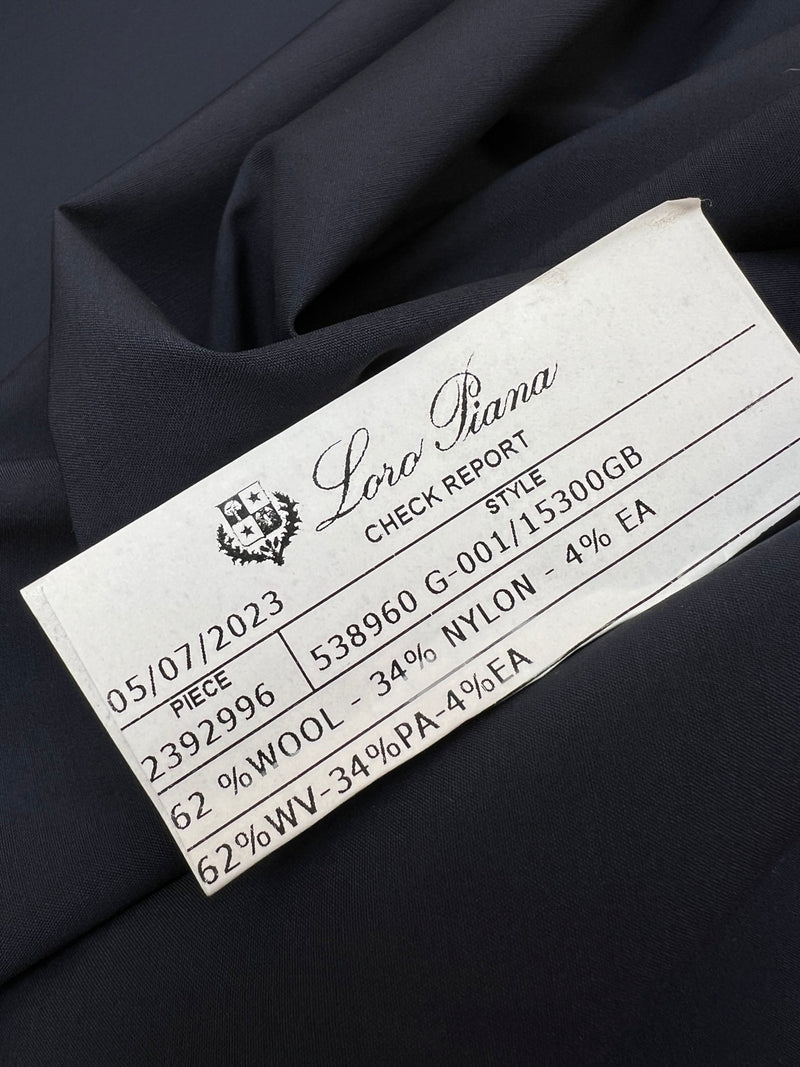 Loro Piana
CHECK REPORT
05/07/2023
STYLE
PIECE
538960 G-001/15300GB
2392996
62 %WOOL - 34% NYLON - 4% EA
62%WV-34%PA-4%EA